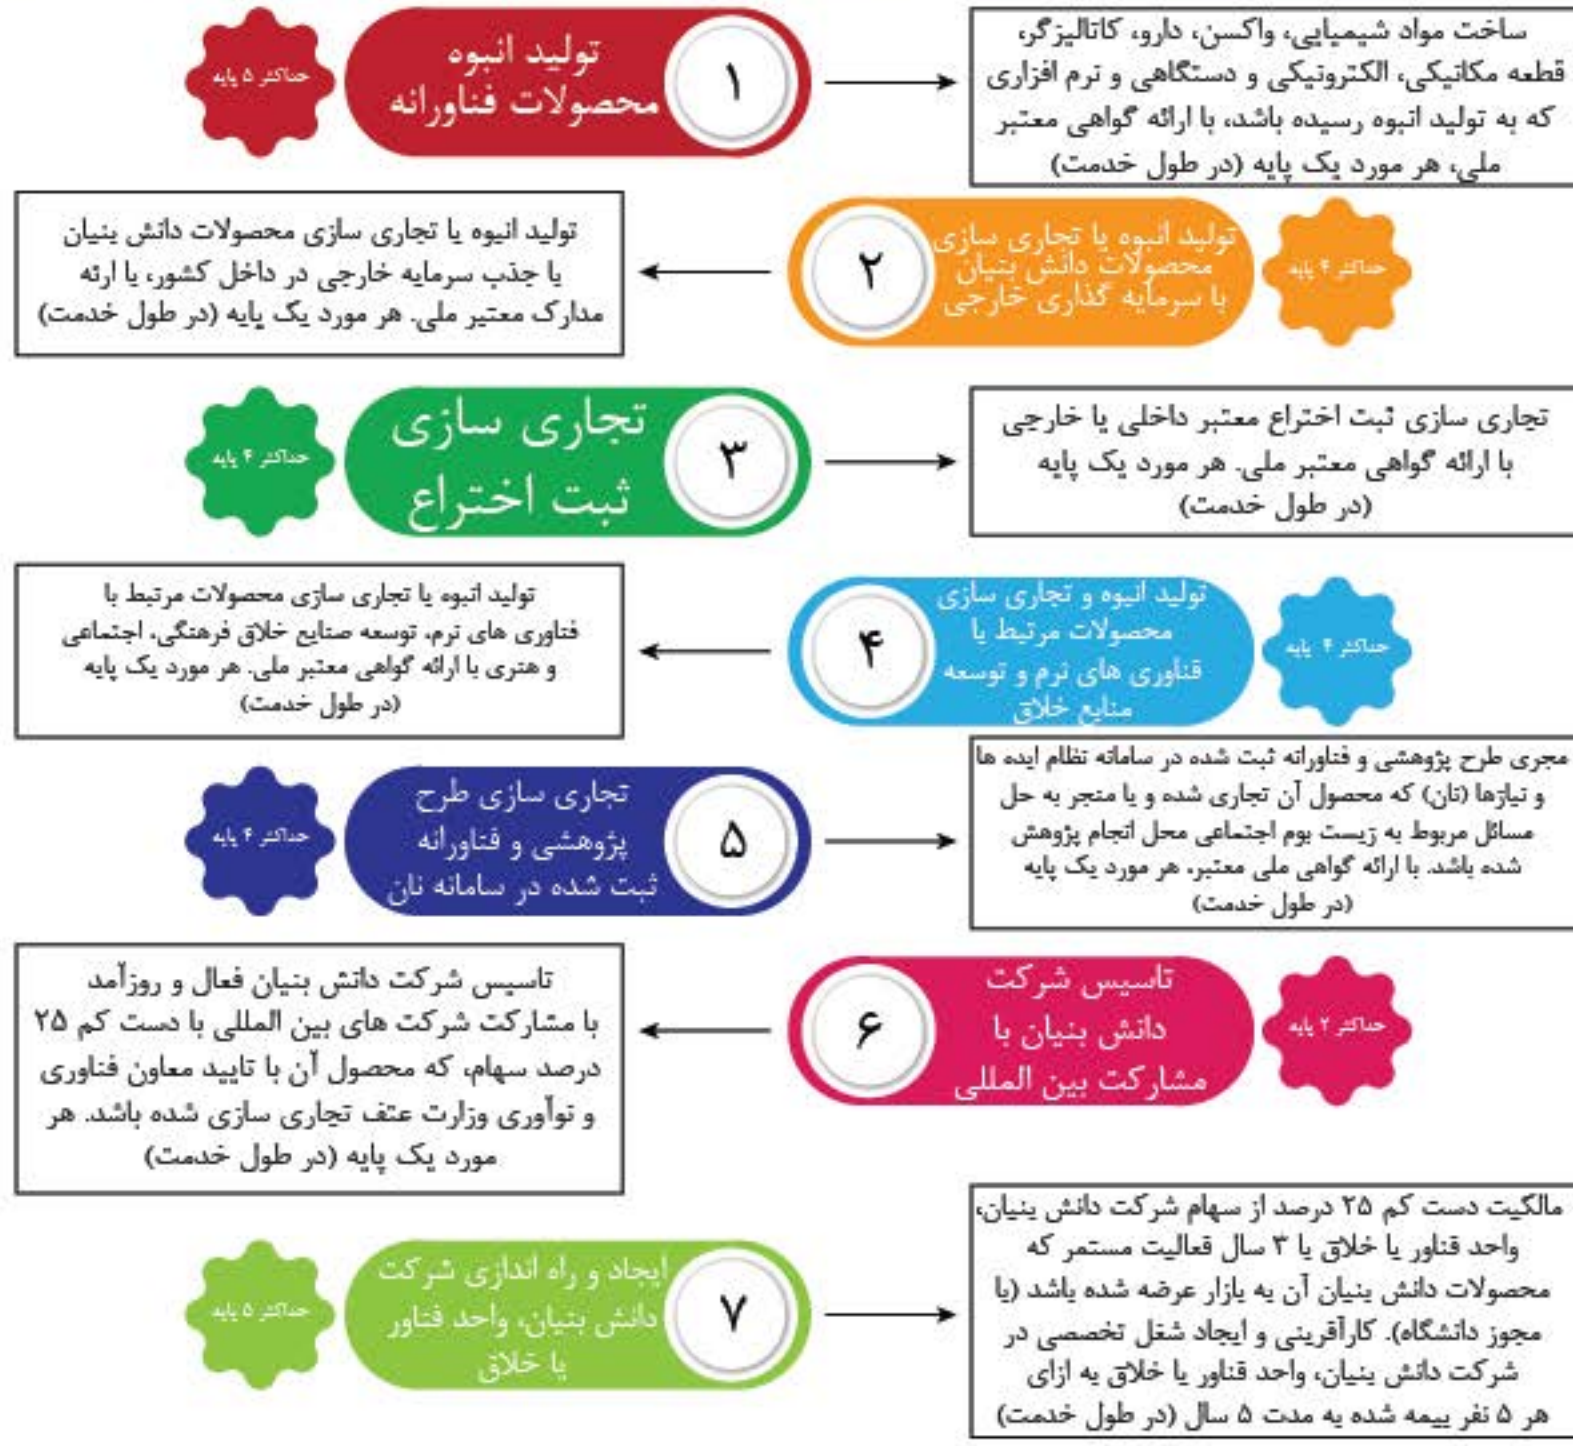 ۱
تولید انبوه
محصولات فناورانه
حداکثر ۵ پایه
ساخت مواد شیمیایی، واکسن، دارو، کاتالیزگر،
قطعه مکانیکی، الکترونیکی و دستگاهی و نرم افزاری
که به تولید انبوه رسیده باشد، با ارائه گواهی معتبر
ملی، هر مورد یک پایه (در طول خدمت)
۲
تولید انبوه یا تجاری سازی
محصولات دانش بنیان
با سرمایه گذاری خارجی
حداکثر ۴ پایه
تولید انبوه یا تجاری سازی محصولات دانش بنیان
با جذب سرمایه خارجی در داخل کشور، با ارئه
مدارک معتبر ملی. هر مورد یک پایه (در طول خدمت)
۳
تجاری سازی
ثبت اختراع
حداکثر ۴ پایه
تجاری سازی ثبت اختراع معتبر داخلی یا خارجی
با ارائه گواهی معتبر ملی. هر مورد یک پایه
(در طول خدمت)
۴
تولید انبوه و تجاری سازی
محصولات مرتبط با
فناوری های نرم و توسعه
منابع خلاق
حداکثر ۴ پایه
تولید انبوه یا تجاری سازی محصولات مرتبط با
فناوری های نرم، توسعه صنایع خلاق فرهنگی، اجتماعی
و هنری با ارائه گواهی معتبر ملی. هر مورد یک پایه
(در طول خدمت)
۵
تجاری سازی طرح
پژوهشی و فناورانه
ثبت شده در سامانه نان
حداکثر ۴ پایه
مجری طرح پژوهشی و فناورانه ثبت شده در سامانه نظام ایده ها
و نیازها (نان) که محصول آن تجاری شده و یا منجر به حل
مسائل مربوط به زیست بوم اجتماعی محل انجام پژوهش
شده باشد. با ارائه گواهی ملی معتبر، هر مورد یک پایه
(در طول خدمت)
۶
تاسیس شرکت
دانش بنیان با
مشارکت بین المللی
حداکثر ۲ پایه
تاسیس شرکت دانش بنیان فعال و روزآمد
با مشارکت شرکت های بین المللی با دست کم ۲۵
درصد سهام، که محصول آن با تایید معاون فناوری
و نوآوری وزارت عتف تجاری سازی شده باشد. هر
مورد یک پایه (در طول خدمت)
۷
ایجاد و راه اندازی شرکت
دانش بنیان، واحد فناور
یا خلاق
حداکثر ۵ پایه
مالکیت دست کم ۲۵ درصد از سهام شرکت دانش بنیان،
واحد فناور یا خلاق با ۳ سال فعالیت مستمر که
محصولات دانش بنیان آن به بازار عرضه شده باشد (با
مجوز دانشگاه). کارآفرینی و ایجاد شغل تخصصی در
شرکت دانش بنیان، واحد فناور یا خلاق به ازای
هر ۵ نفر بیمه شده به مدت ۵ سال (در طول خدمت)